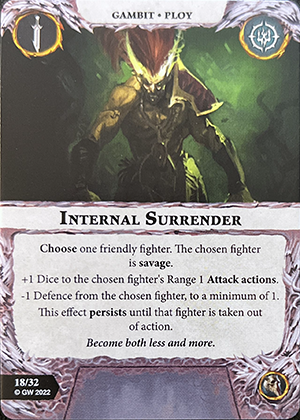 GAMBIT • PLOY
INTERNAL SURRENDER
Choose one friendly fighter. The chosen fighter
is savage.
+1 Dice to the chosen fighter's Range 1 Attack actions.
-1 Defence from the chosen fighter, to a minimum of 1.
This effect persists until that fighter is taken out
of action.
Become both less and more.
18/32
© GW 2022